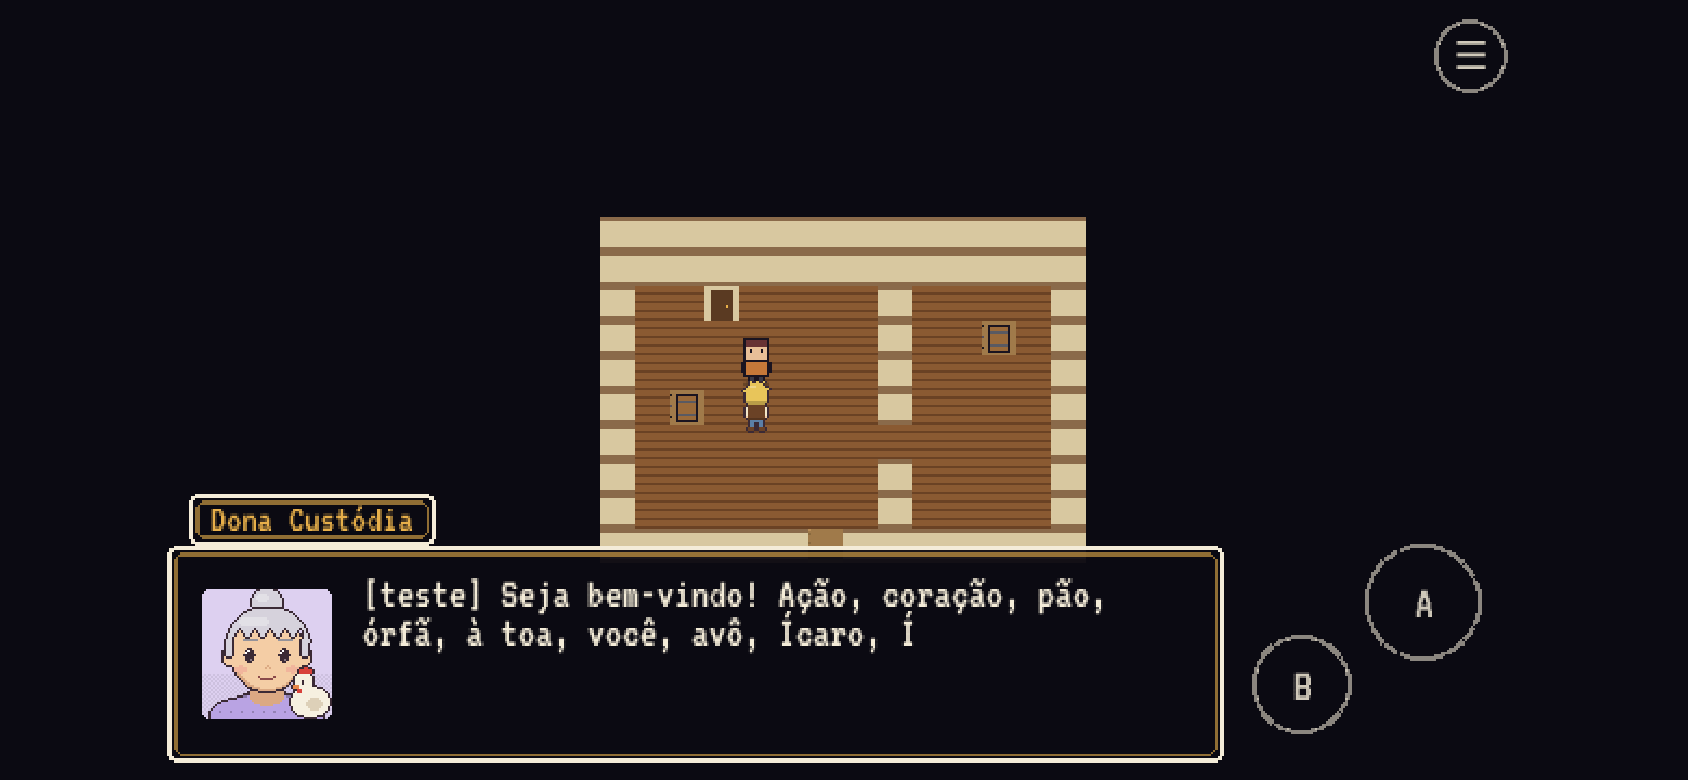 Dona Custódia
[teste] Seja bem-vindo! Ação, coração, pão,
órfã, à toa, você, avô, Ícaro, Í
A
B